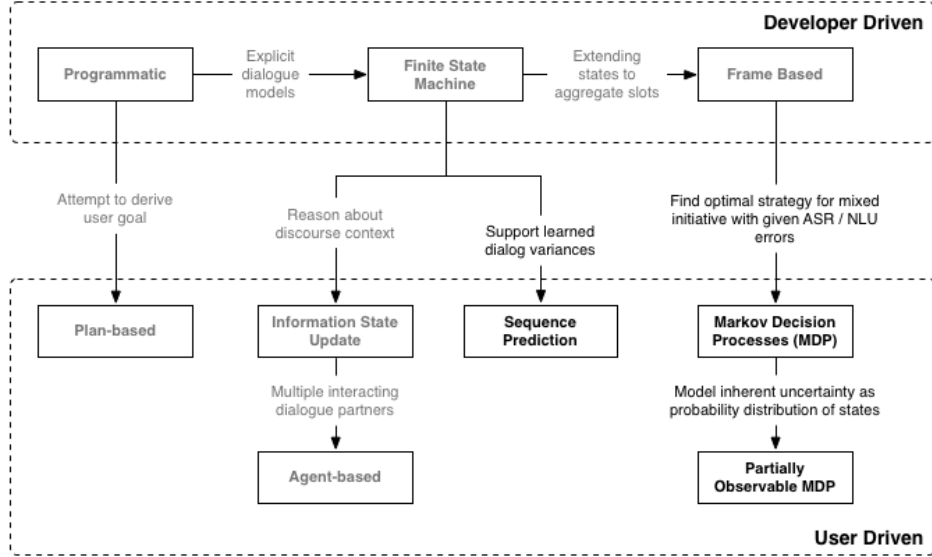 Developer Driven
Programmatic
Explicit
dialogue
models
Finite State
Machine
Extending
states to
aggregate slots
Frame Based
Attempt to derive
user goal
Reason about
discourse context
Support learned
dialog variances
Find optimal strategy for mixed
initiative with given ASR / NLU
errors
Plan-based
Information State
Update
Sequence
Prediction
Markov Decision
Processes (MDP)
Multiple interacting
dialogue partners
Model inherent uncertainty as
probability distribution of states
Agent-based
Partially
Observable MDP
User Driven